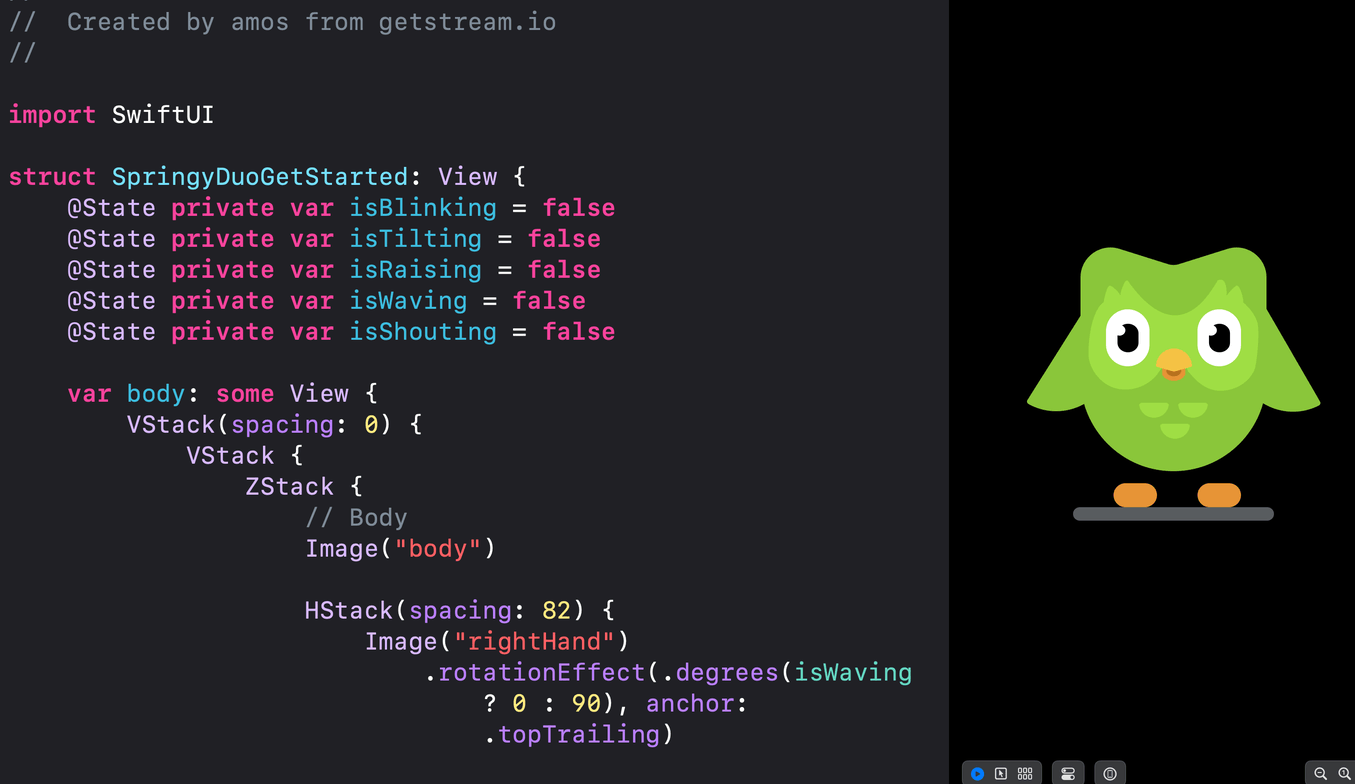 //  Created by amos from getstream.io
//
import SwiftUI
struct SpringyDuoGetStarted: View {
@State private var isBlinking = false
@State private var isTilting = false
@State private var isRaising = false
@State private var isWaving = false
@State private var isShouting = false
var body: some View {
VStack(spacing: 0) {
VStack {
ZStack {
// Body
Image("body")
HStack(spacing: 82) {
Image("rightHand")
.rotationEffect(.degrees(isWaving
? 0 : 90), anchor:
.topTrailing)